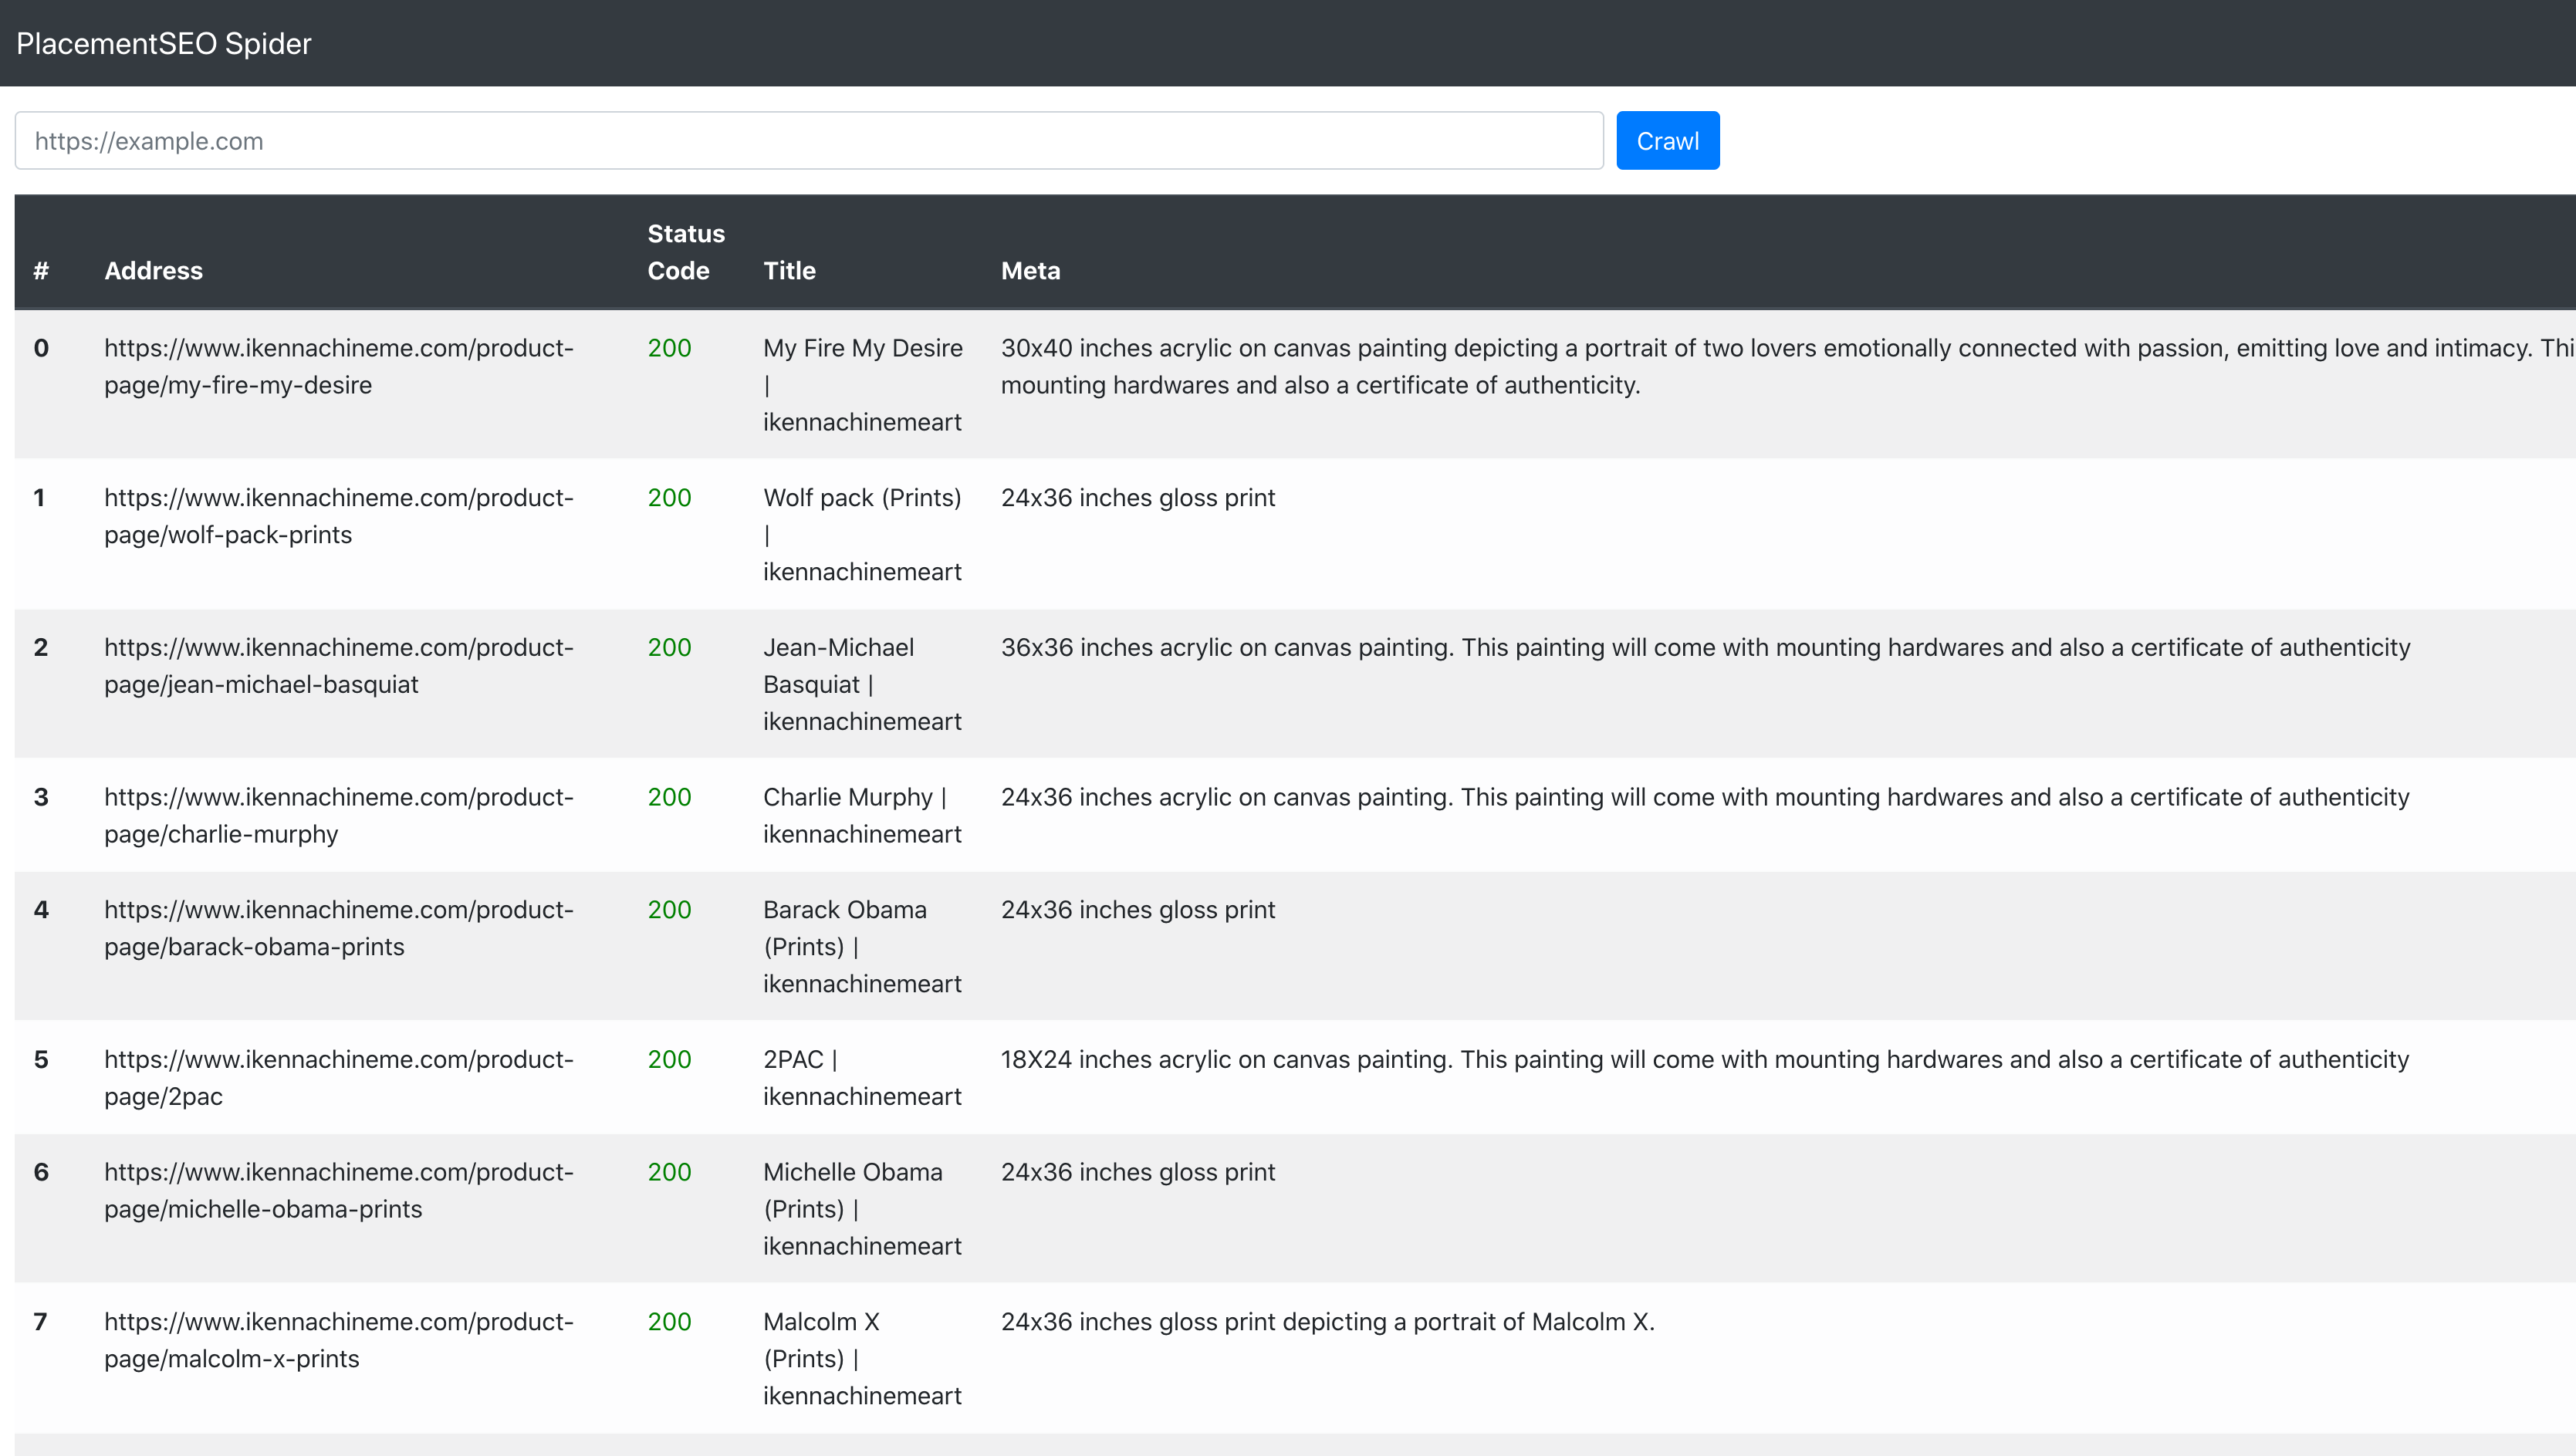 PlacementSEO Spider
https://example.com
Crawl
# Address Status Code Title Meta
0 https://www.ikennachineme.com/product- 200 My Fire My Desire 30x40 inches acrylic on canvas painting depicting a portrait of two lovers emotionally connected with passion, emitting love and intimacy. Thi
page/my-fire-my-desire | mounting hardwares and also a certificate of authenticity.
ikennachinemeart
1 https://www.ikennachineme.com/product- 200 Wolf pack (Prints) 24x36 inches gloss print
page/wolf-pack-prints |
ikennachinemeart
2 https://www.ikennachineme.com/product- 200 Jean-Michael 36x36 inches acrylic on canvas painting. This painting will come with mounting hardwares and also a certificate of authenticity
page/jean-michael-basquiat Basquiat |
ikennachinemeart
3 https://www.ikennachineme.com/product- 200 Charlie Murphy | 24x36 inches acrylic on canvas painting. This painting will come with mounting hardwares and also a certificate of authenticity
page/charlie-murphy ikennachinemeart
4 https://www.ikennachineme.com/product- 200 Barack Obama 24x36 inches gloss print
page/barack-obama-prints (Prints) |
ikennachinemeart
5 https://www.ikennachineme.com/product- 200 2PAC | 18X24 inches acrylic on canvas painting. This painting will come with mounting hardwares and also a certificate of authenticity
page/2pac ikennachinemeart
6 https://www.ikennachineme.com/product- 200 Michelle Obama 24x36 inches gloss print
page/michelle-obama-prints (Prints) |
ikennachinemeart
7 https://www.ikennachineme.com/product- 200 Malcolm X 24x36 inches gloss print depicting a portrait of Malcolm X.
page/malcolm-x-prints (Prints) |
ikennachinemeart